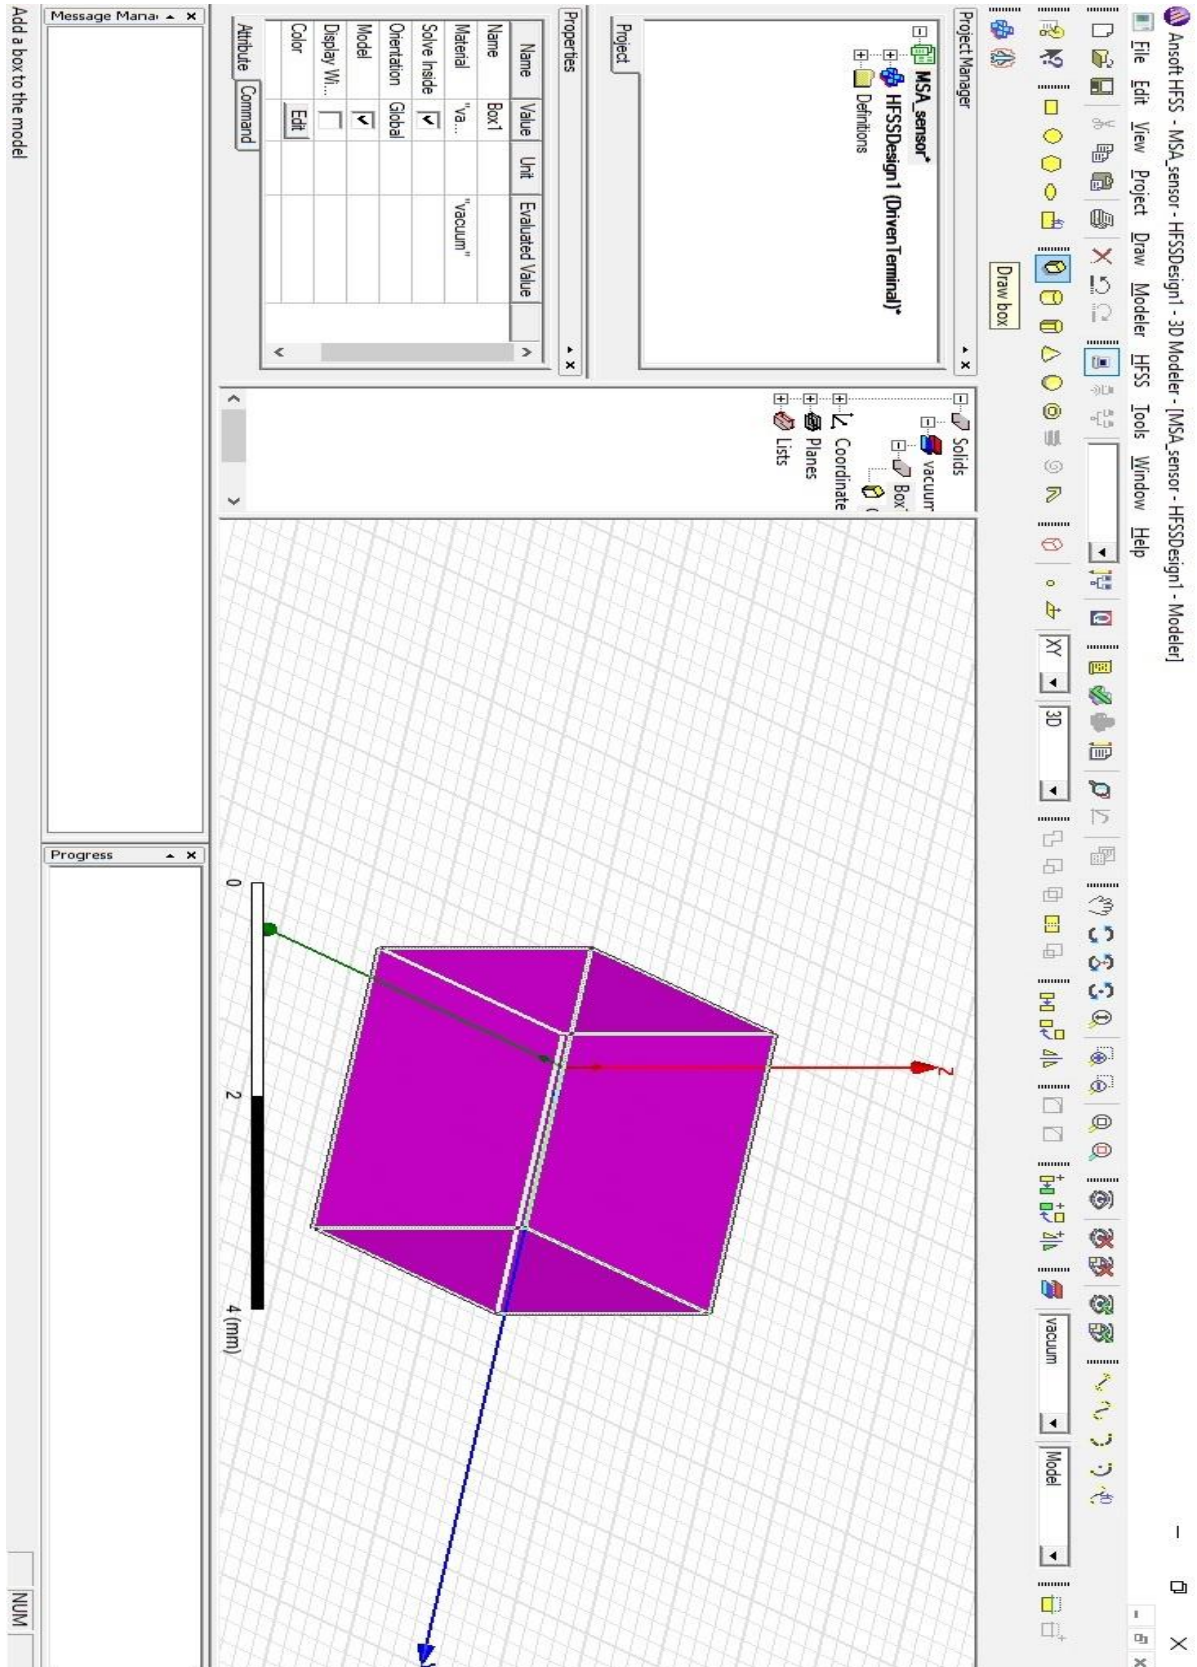 Ansoft HFSS - MSA_sensor - HFSSDesign1 - 3D Modeler - [MSA_sensor - HFSSDesign1 - Modeler]
File Edit View Project Draw Modeler HFSS Tools Window Help
XY 3D vacuum Model
Draw box
Project Manager
MSA_sensor*
HFSSDesign1 (DrivenTerminal)*
Definitions
Project
Properties
Name Value Unit Evaluated Value
Name Box1
Material "va... "vacuum"
Solve Inside
Orientation Global
Model
Display Wi...
Color Edit
Attribute Command
Solids
vacuum
Box
Coordinate
Planes
Lists
Z
0 2 4 (mm)
Message Mana
Progress
Add a box to the model
NUM